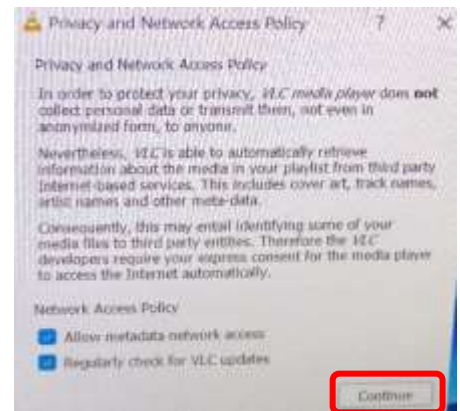 Privacy and Network Access Policy ? ×
Privacy and Network Access Policy
In order to protect your privacy, VLC media player does not
collect personal data or transmit them, not even in
anonymized form, to anyone.
Nevertheless, VLC is able to automatically retrieve
information about the media in your playlist from third party
Internet-based services. This includes cover art, track names,
artist names and other meta-data.
Consequently, this may entail identifying some of your
media files to third party entities. Therefore the VLC
developers require your express consent for the media player
to access the Internet automatically.
Network Access Policy
Allow metadata network access
Regularly check for VLC updates
Continue